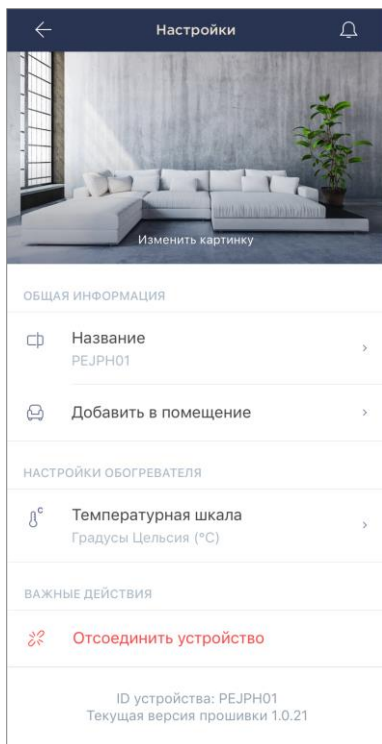 Настройки
Изменить картинку
ОБЩАЯ ИНФОРМАЦИЯ
Название
PEJPH01
Добавить в помещение
НАСТРОЙКИ ОБОГРЕВАТЕЛЯ
Температурная шкала
Градусы Цельсия (°C)
ВАЖНЫЕ ДЕЙСТВИЯ
Отсоединить устройство
ID устройства: PEJPH01
Текущая версия прошивки 1.0.21